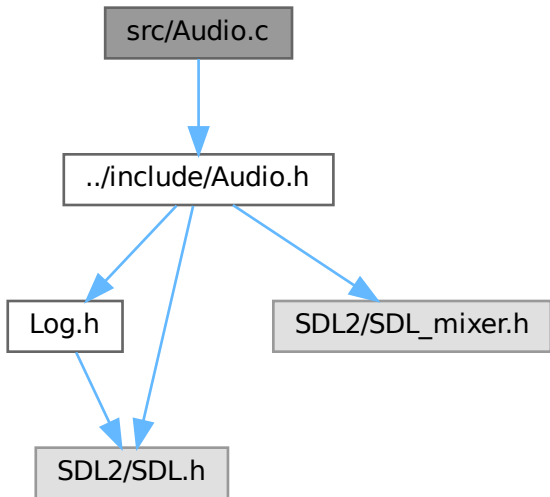 src/Audio.c
../include/Audio.h
Log.h
SDL2/SDL_mixer.h
SDL2/SDL.h